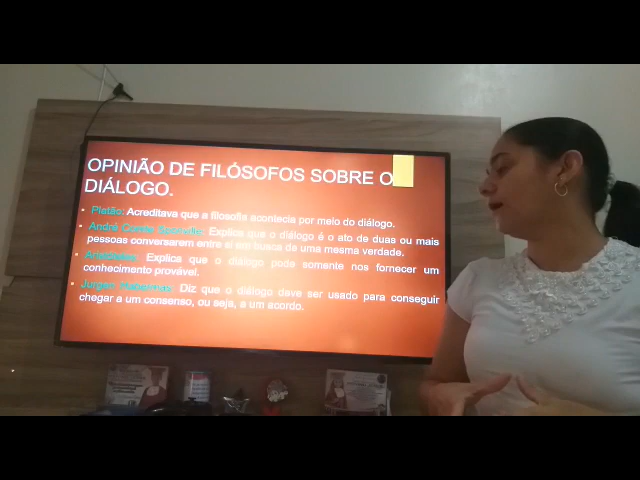 OPINIÃO DE FILÓSOFOS SOBRE O
DIÁLOGO.
• Platão: Acreditava que a filosofia acontecia por meio do diálogo.
• André Comte Explica que o diálogo é o ato de duas ou mais
pessoas conversarem entre si em busca de uma mesma verdade.
• Explica que o diálogo pode somente nos fornecer um
conhecimento provável.
• Jurgen Habermas: Diz que o diálogo deve ser usado para conseguir
chegar a um consenso, ou seja, a um acordo.